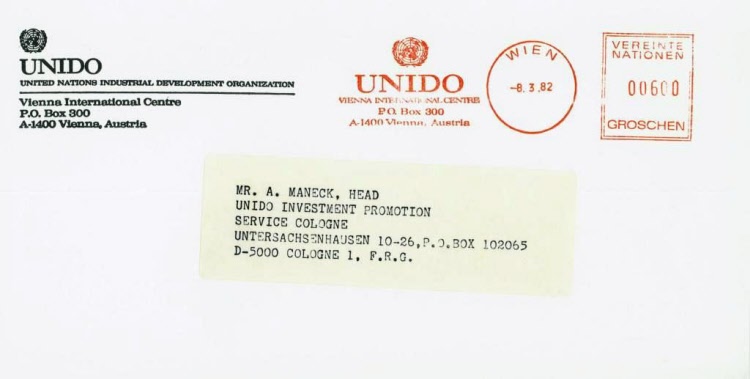 UNIDO
UNITED NATIONS INDUSTRIAL DEVELOPMENT ORGANIZATION
Vienna International Centre
P.O. Box 300
A-1400 Vienna, Austria
UNIDO
VIENNA INTERNATIONAL CENTRE
P.O. Box 300
A-1400 Vienna, Austria
WIEN
-8. 3.82
VEREINTE
NATIONEN
00600
GROSCHEN
MR. A. MANECK, HEAD
UNIDO INVESTMENT PROMOTION
SERVICE COLOGNE
UNTERSACHSENHAUSEN 10-26,P.O.BOX 102065
D-5000 COLOGNE 1, F.R.G.